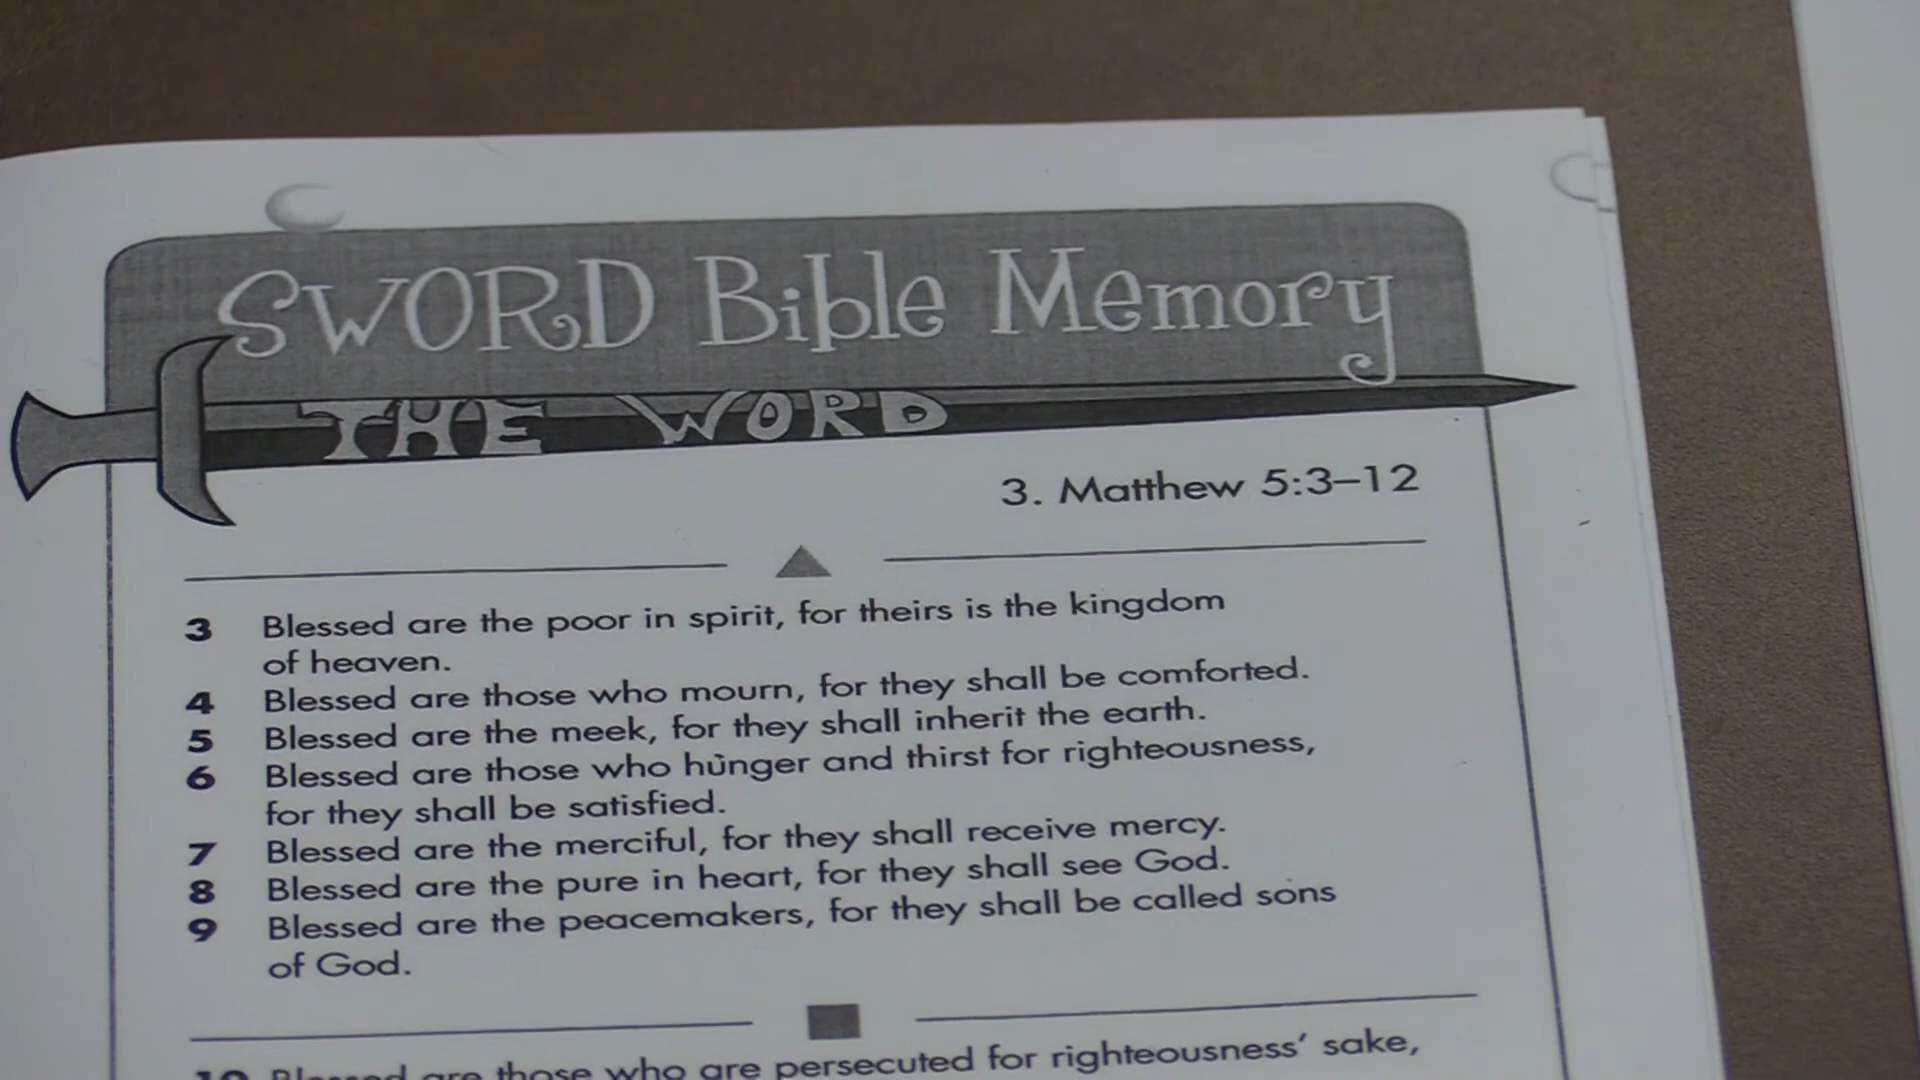 SWORD Bible Memory
THE WORD
3. Matthew 5:3–12
3 Blessed are the poor in spirit, for theirs is the kingdom
of heaven.
4 Blessed are those who mourn, for they shall be comforted.
5 Blessed are the meek, for they shall inherit the earth.
6 Blessed are those who hunger and thirst for righteousness,
for they shall be satisfied.
7 Blessed are the merciful, for they shall receive mercy.
8 Blessed are the pure in heart, for they shall see God.
9 Blessed are the peacemakers, for they shall be called sons
of God.
10 Blessed are those who are persecuted for righteousness’ sake,